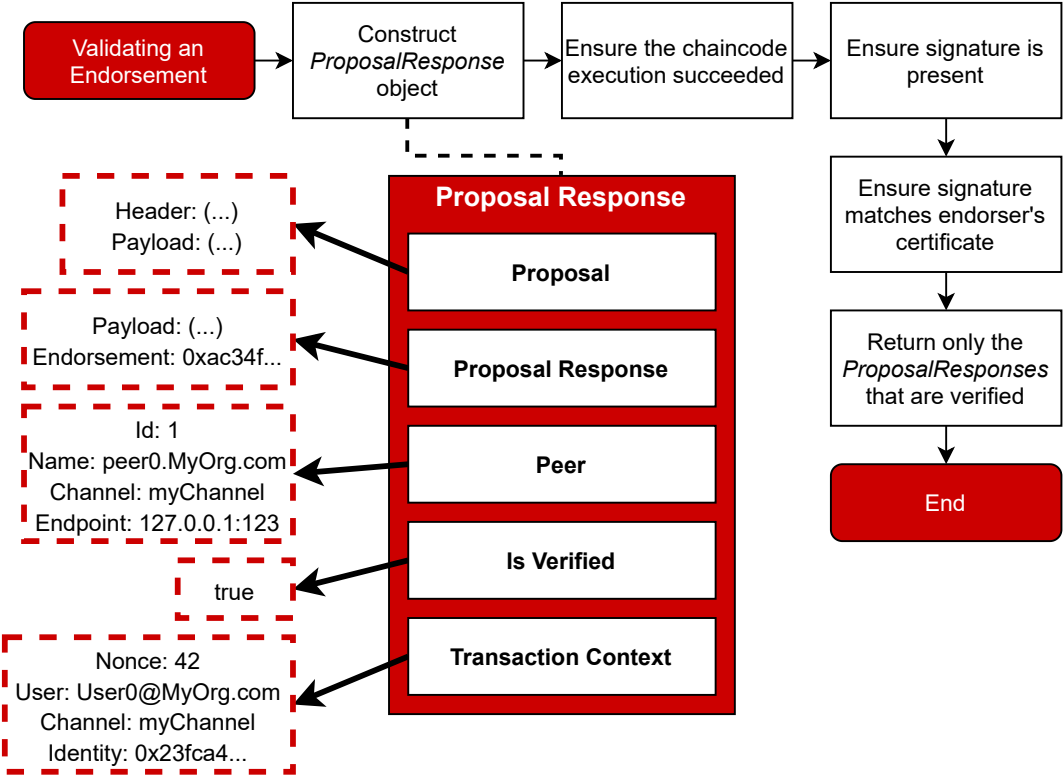 Validating an
Endorsement
Construct
ProposalResponse
object
Ensure the chaincode
execution succeeded
Ensure signature is
present
Ensure signature
matches endorser's
certificate
Return only the
ProposalResponses
that are verified
End
Proposal Response
Proposal
Header: (...)
Payload: (...)
Proposal Response
Payload: (...)
Endorsement: 0xac34f...
Peer
Id: 1
Name: peer0.MyOrg.com
Channel: myChannel
Endpoint: 127.0.0.1:123
Is Verified
true
Transaction Context
Nonce: 42
User: User0@MyOrg.com
Channel: myChannel
Identity: 0x23fca4...